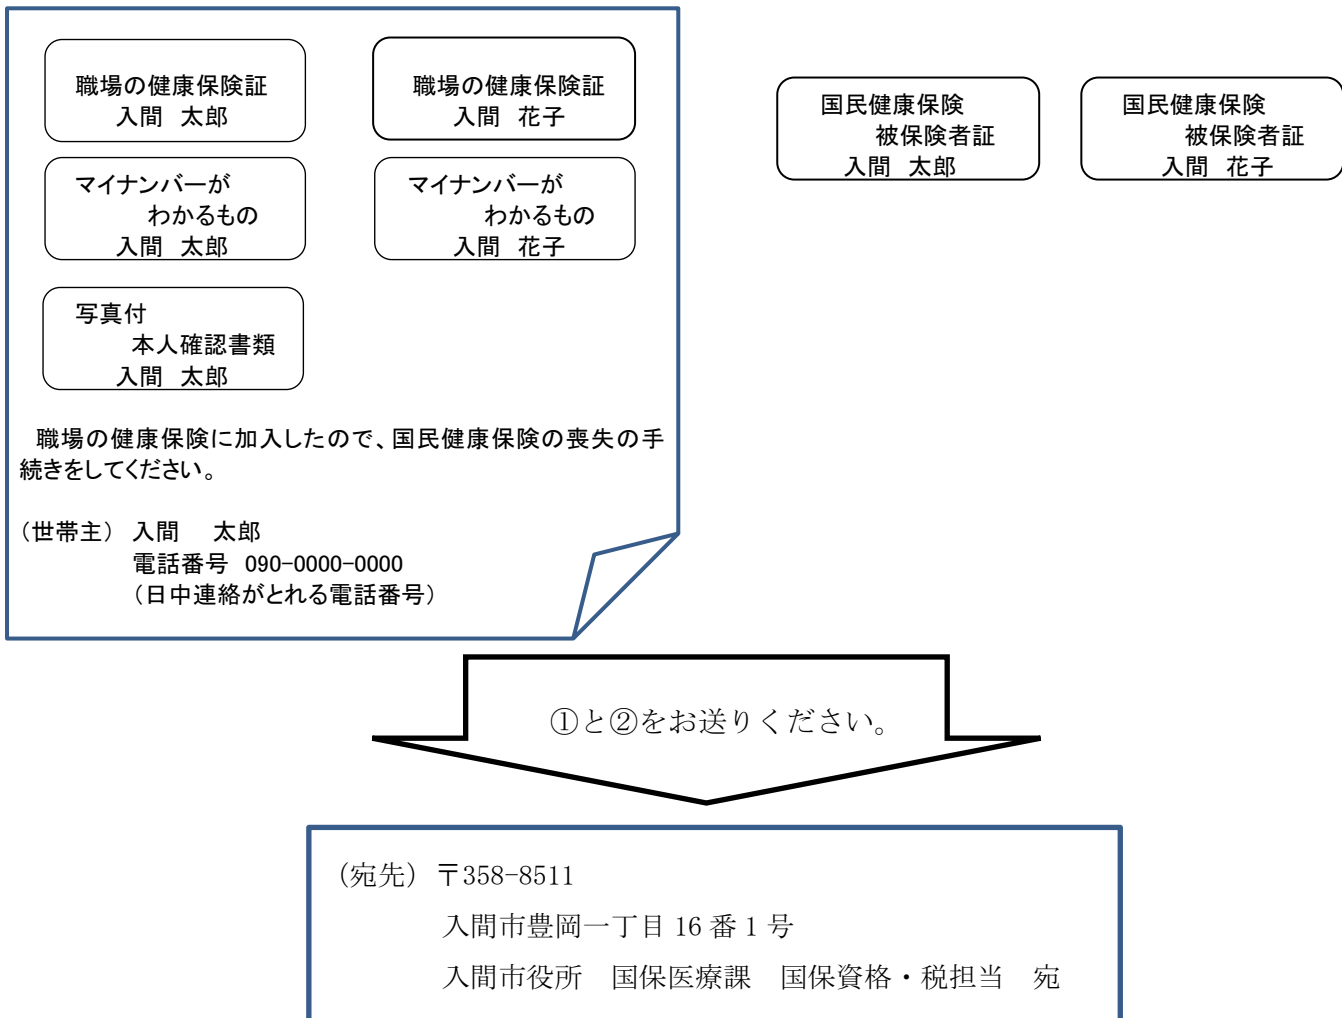 職場の健康保険証
入間 太郎
職場の健康保険証
入間 花子
マイナンバーが
わかるもの
入間 太郎
マイナンバーが
わかるもの
入間 花子
写真付
本人確認書類
入間 太郎
職場の健康保険に加入したので、国民健康保険の喪失の手
続きをしてください。
(世帯主) 入間 太郎
電話番号 090-0000-0000
(日中連絡がとれる電話番号)
国民健康保険
被保険者証
入間 太郎
国民健康保険
被保険者証
入間 花子
①と②をお送りください。
(宛先) 〒358-8511
入間市豊岡一丁目 16 番 1 号
入間市役所 国保医療課 国保資格・税担当 宛